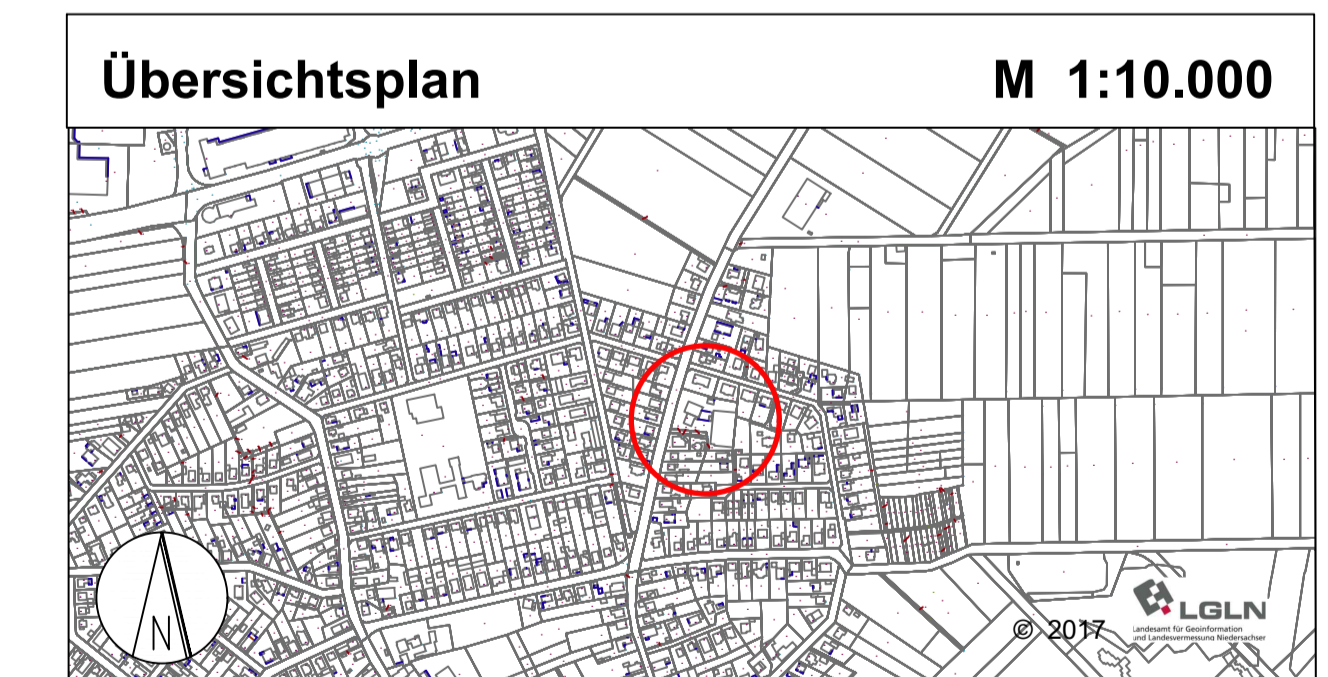 Übersichtsplan M 1:10.000
N
© 2017 LGLN
Landesamt für Geoinformation
und Landesvermessung Niedersachsen